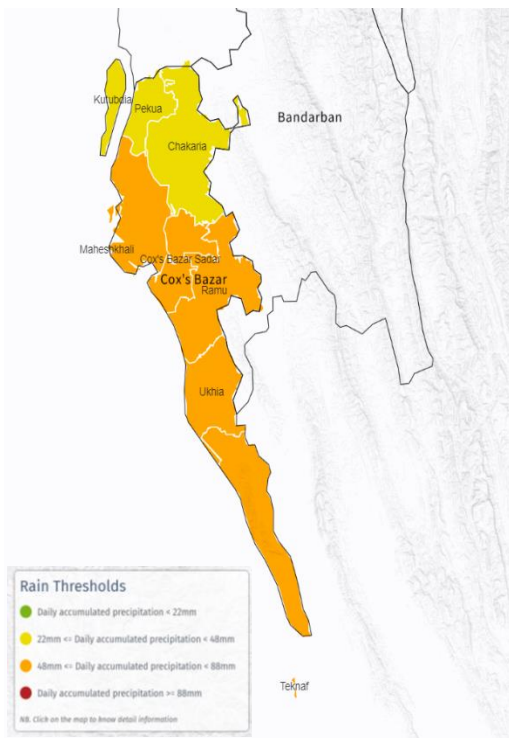 Kutubdia
Pekua
Bandarban
Chakaria
Maheshkhali
Cox's Bazar Sadar
Cox's Bazar
Ramu
Ukhia
Rain Thresholds
Daily accumulated precipitation < 22mm
22mm <= Daily accumulated precipitation < 48mm
48mm <= Daily accumulated precipitation < 88mm
Daily accumulated precipitation >= 88mm
NB. Click on the map to know detail information
Teknaf